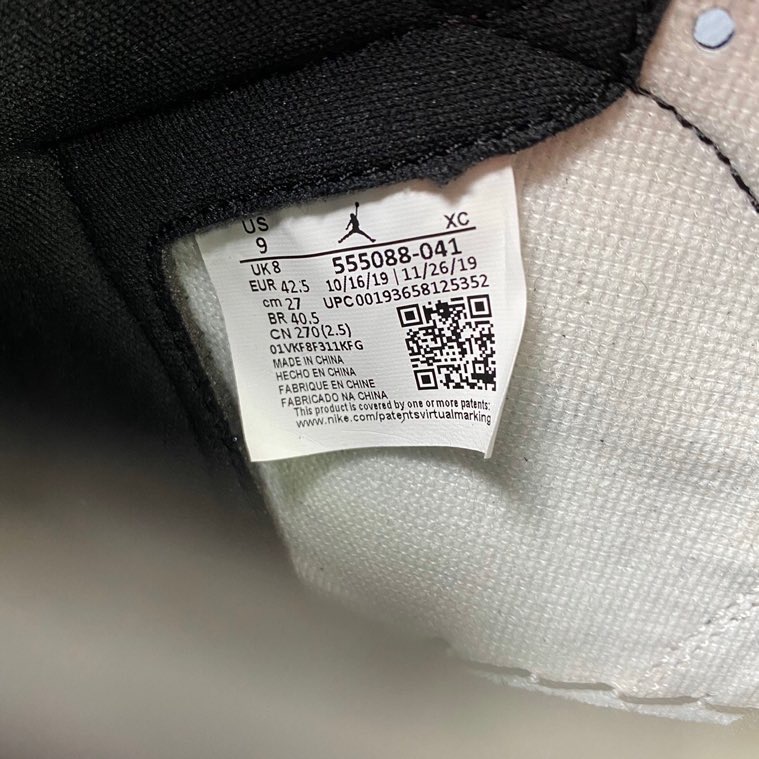 US XC
9
UK 8 555088-041
EUR 42.5 10/16/19 | 11/26/19
cm 27 UPC00193658125352
BR 40.5
CN 270(2.5)
01VKF8F311KFG
MADE IN CHINA
HECHO EN CHINA
FABRIQUE EN CHINE
FABRICADO NA CHINA
This product is covered by one or more patents:
www.nike.com/patentsvirtualmarking